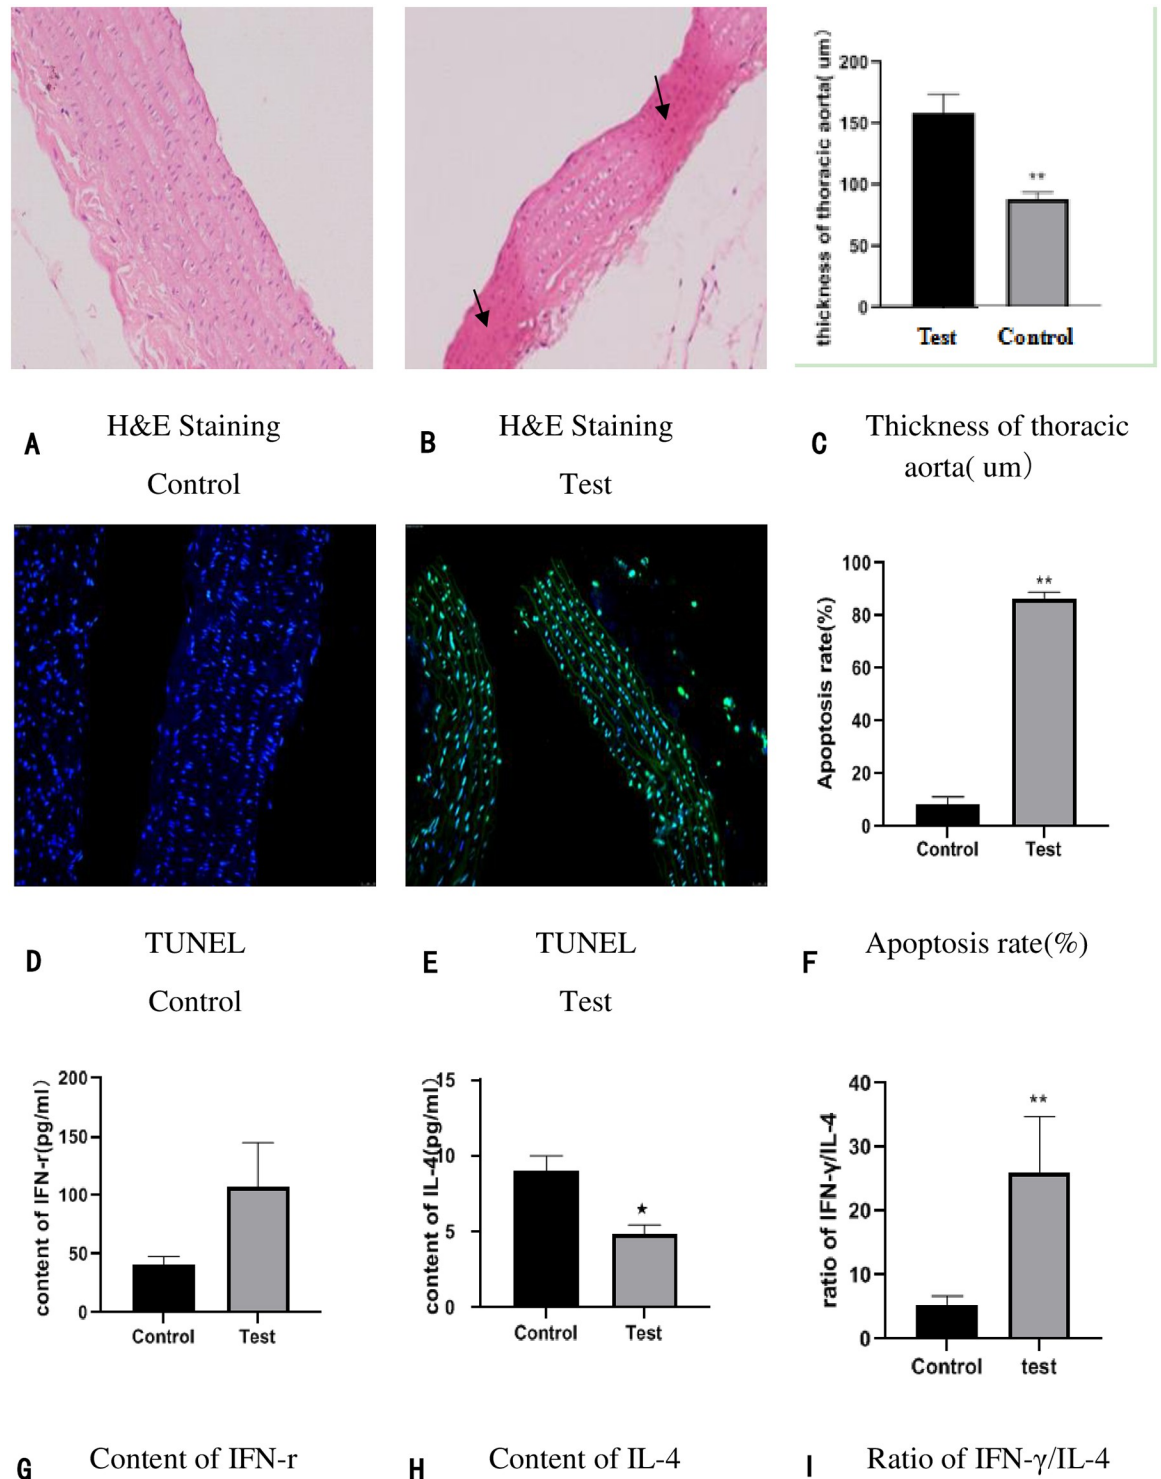 thickness of thoracic aorta( um)
200
150
100
50
0
**
Test Control
A H&E Staining
Control
B H&E Staining
Test
C Thickness of thoracic
aorta( um)
Apoptosis rate(%)
100
80
60
40
20
0
**
Control Test
D TUNEL
Control
E TUNEL
Test
F Apoptosis rate(%)
content of IFN-r(pg/ml)
200
150
100
50
0
Control Test
content of IL-4(pg/ml)
15
10
5
0
*
Control Test
ratio of IFN-γ/IL-4
40
30
20
10
0
**
Control test
G Content of IFN-r
H Content of IL-4
I Ratio of IFN-γ/IL-4